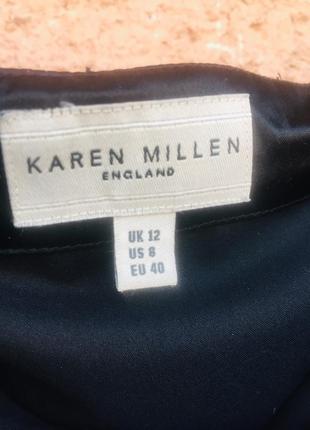 KAREN MILLEN
ENGLAND
UK 12
US 8
EU 40